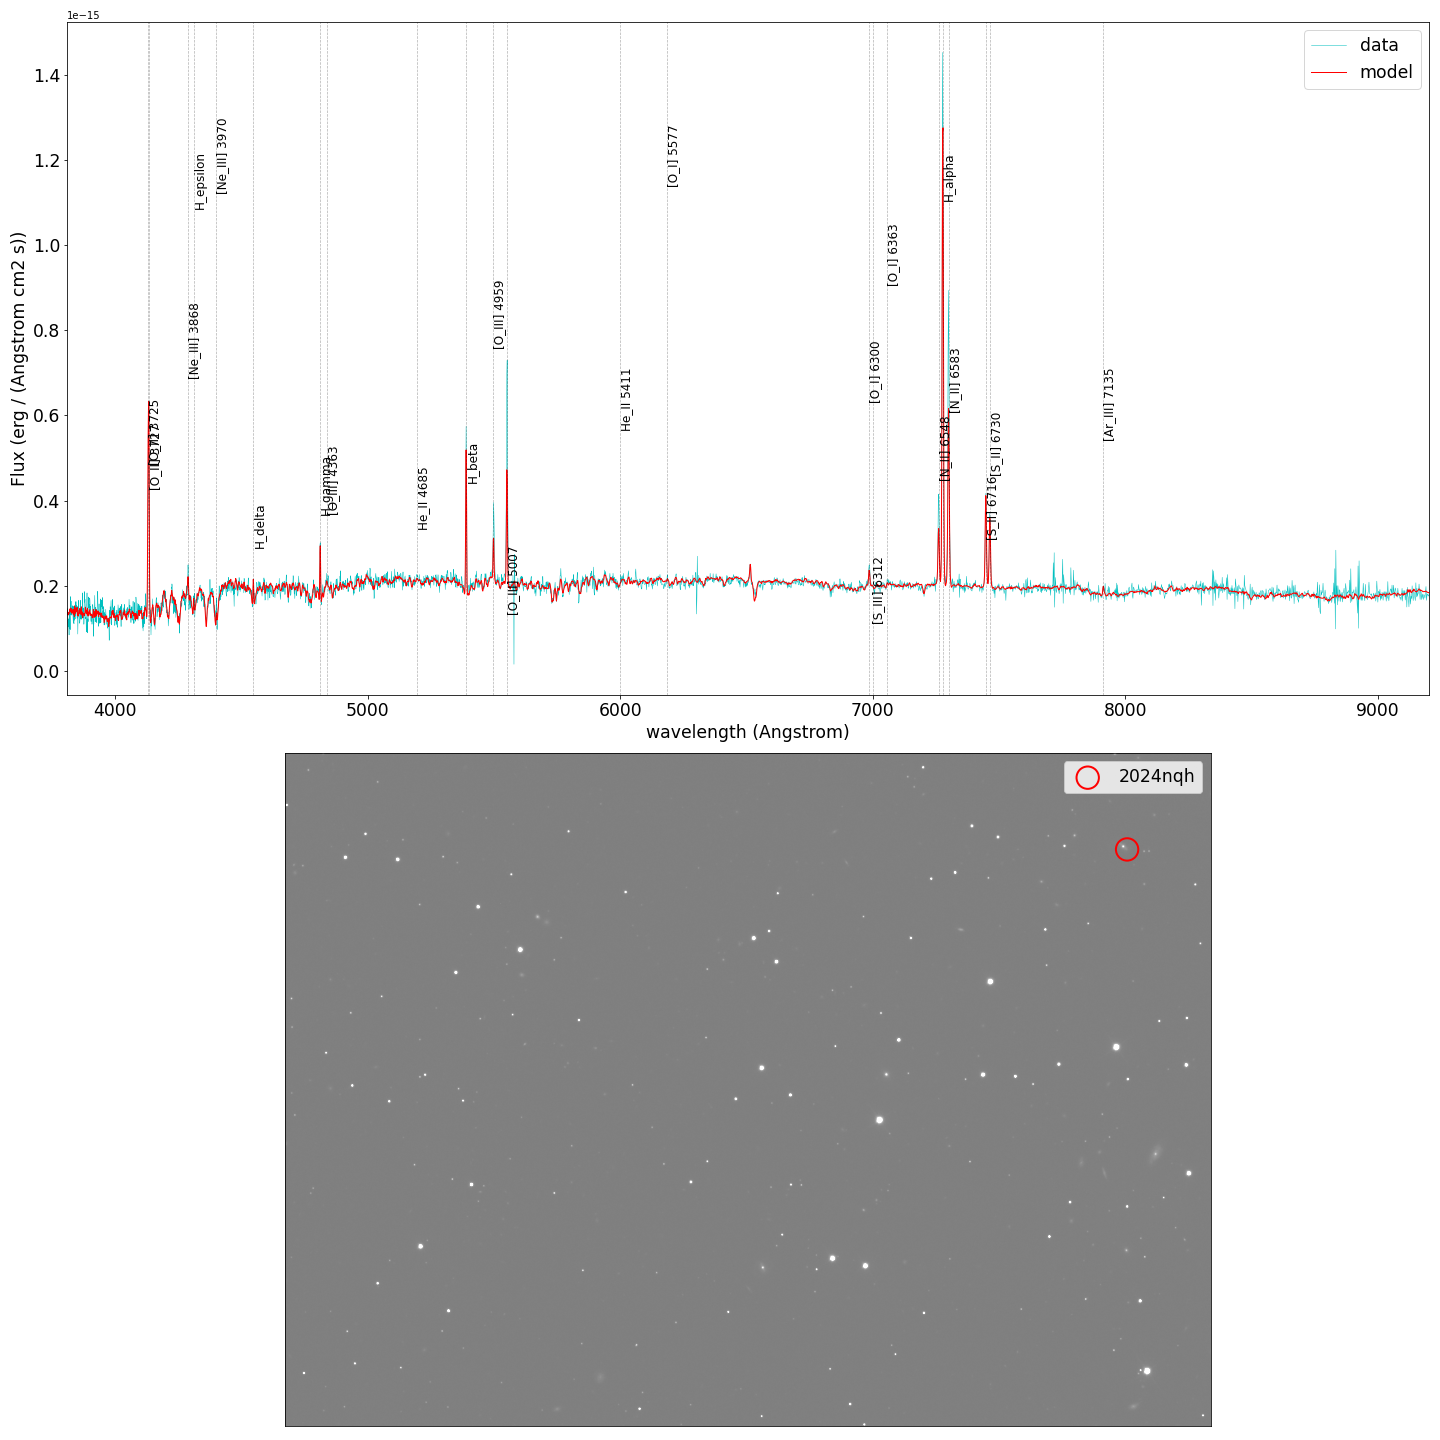 1e−15
data
model
1.4
1.2
1.0
0.8
0.6
0.4
0.2
0.0
Flux (erg / (Angstrom cm2 s))
[Ne_III] 3970
H_epsilon
[Ne_III] 3868
H_delta
H_gamma
[O_III] 4363
He_II 4685
H_beta
[O_III] 4959
[O_III] 5007
He_II 5411
[O_I] 5577
[O_I] 6300
[S_III] 6312
[O_I] 6363
[N_II] 6548
H_alpha
[N_II] 6583
[S_II] 6716
[S_II] 6730
[Ar_III] 7135
4000 5000 6000 7000 8000 9000
wavelength (Angstrom)
2024nqh